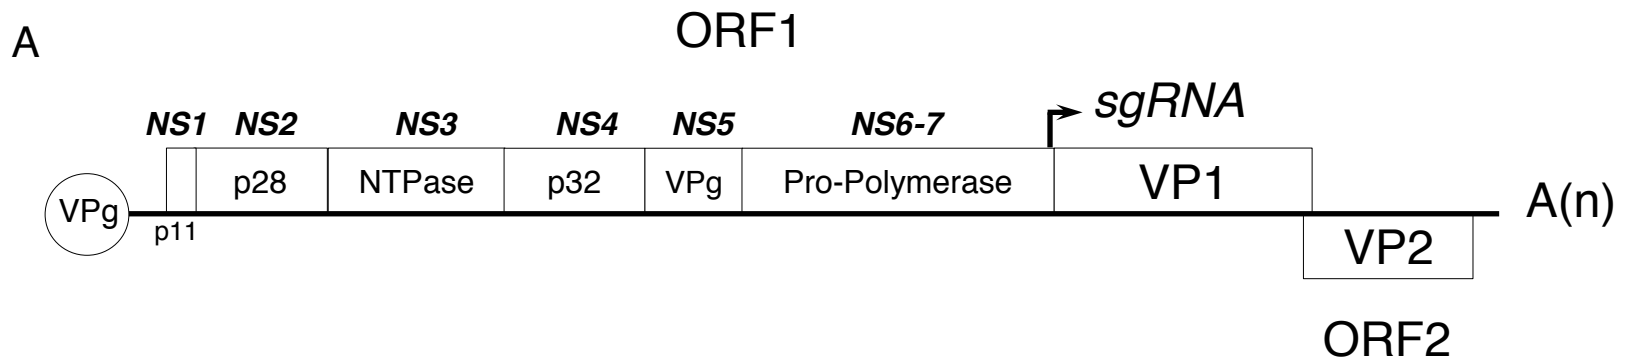 A
ORF1
NS1 NS2 NS3 NS4 NS5 NS6-7 sgRNA
p28 NTPase p32 VPg Pro-Polymerase VP1
VPg A(n)
p11
VP2
ORF2